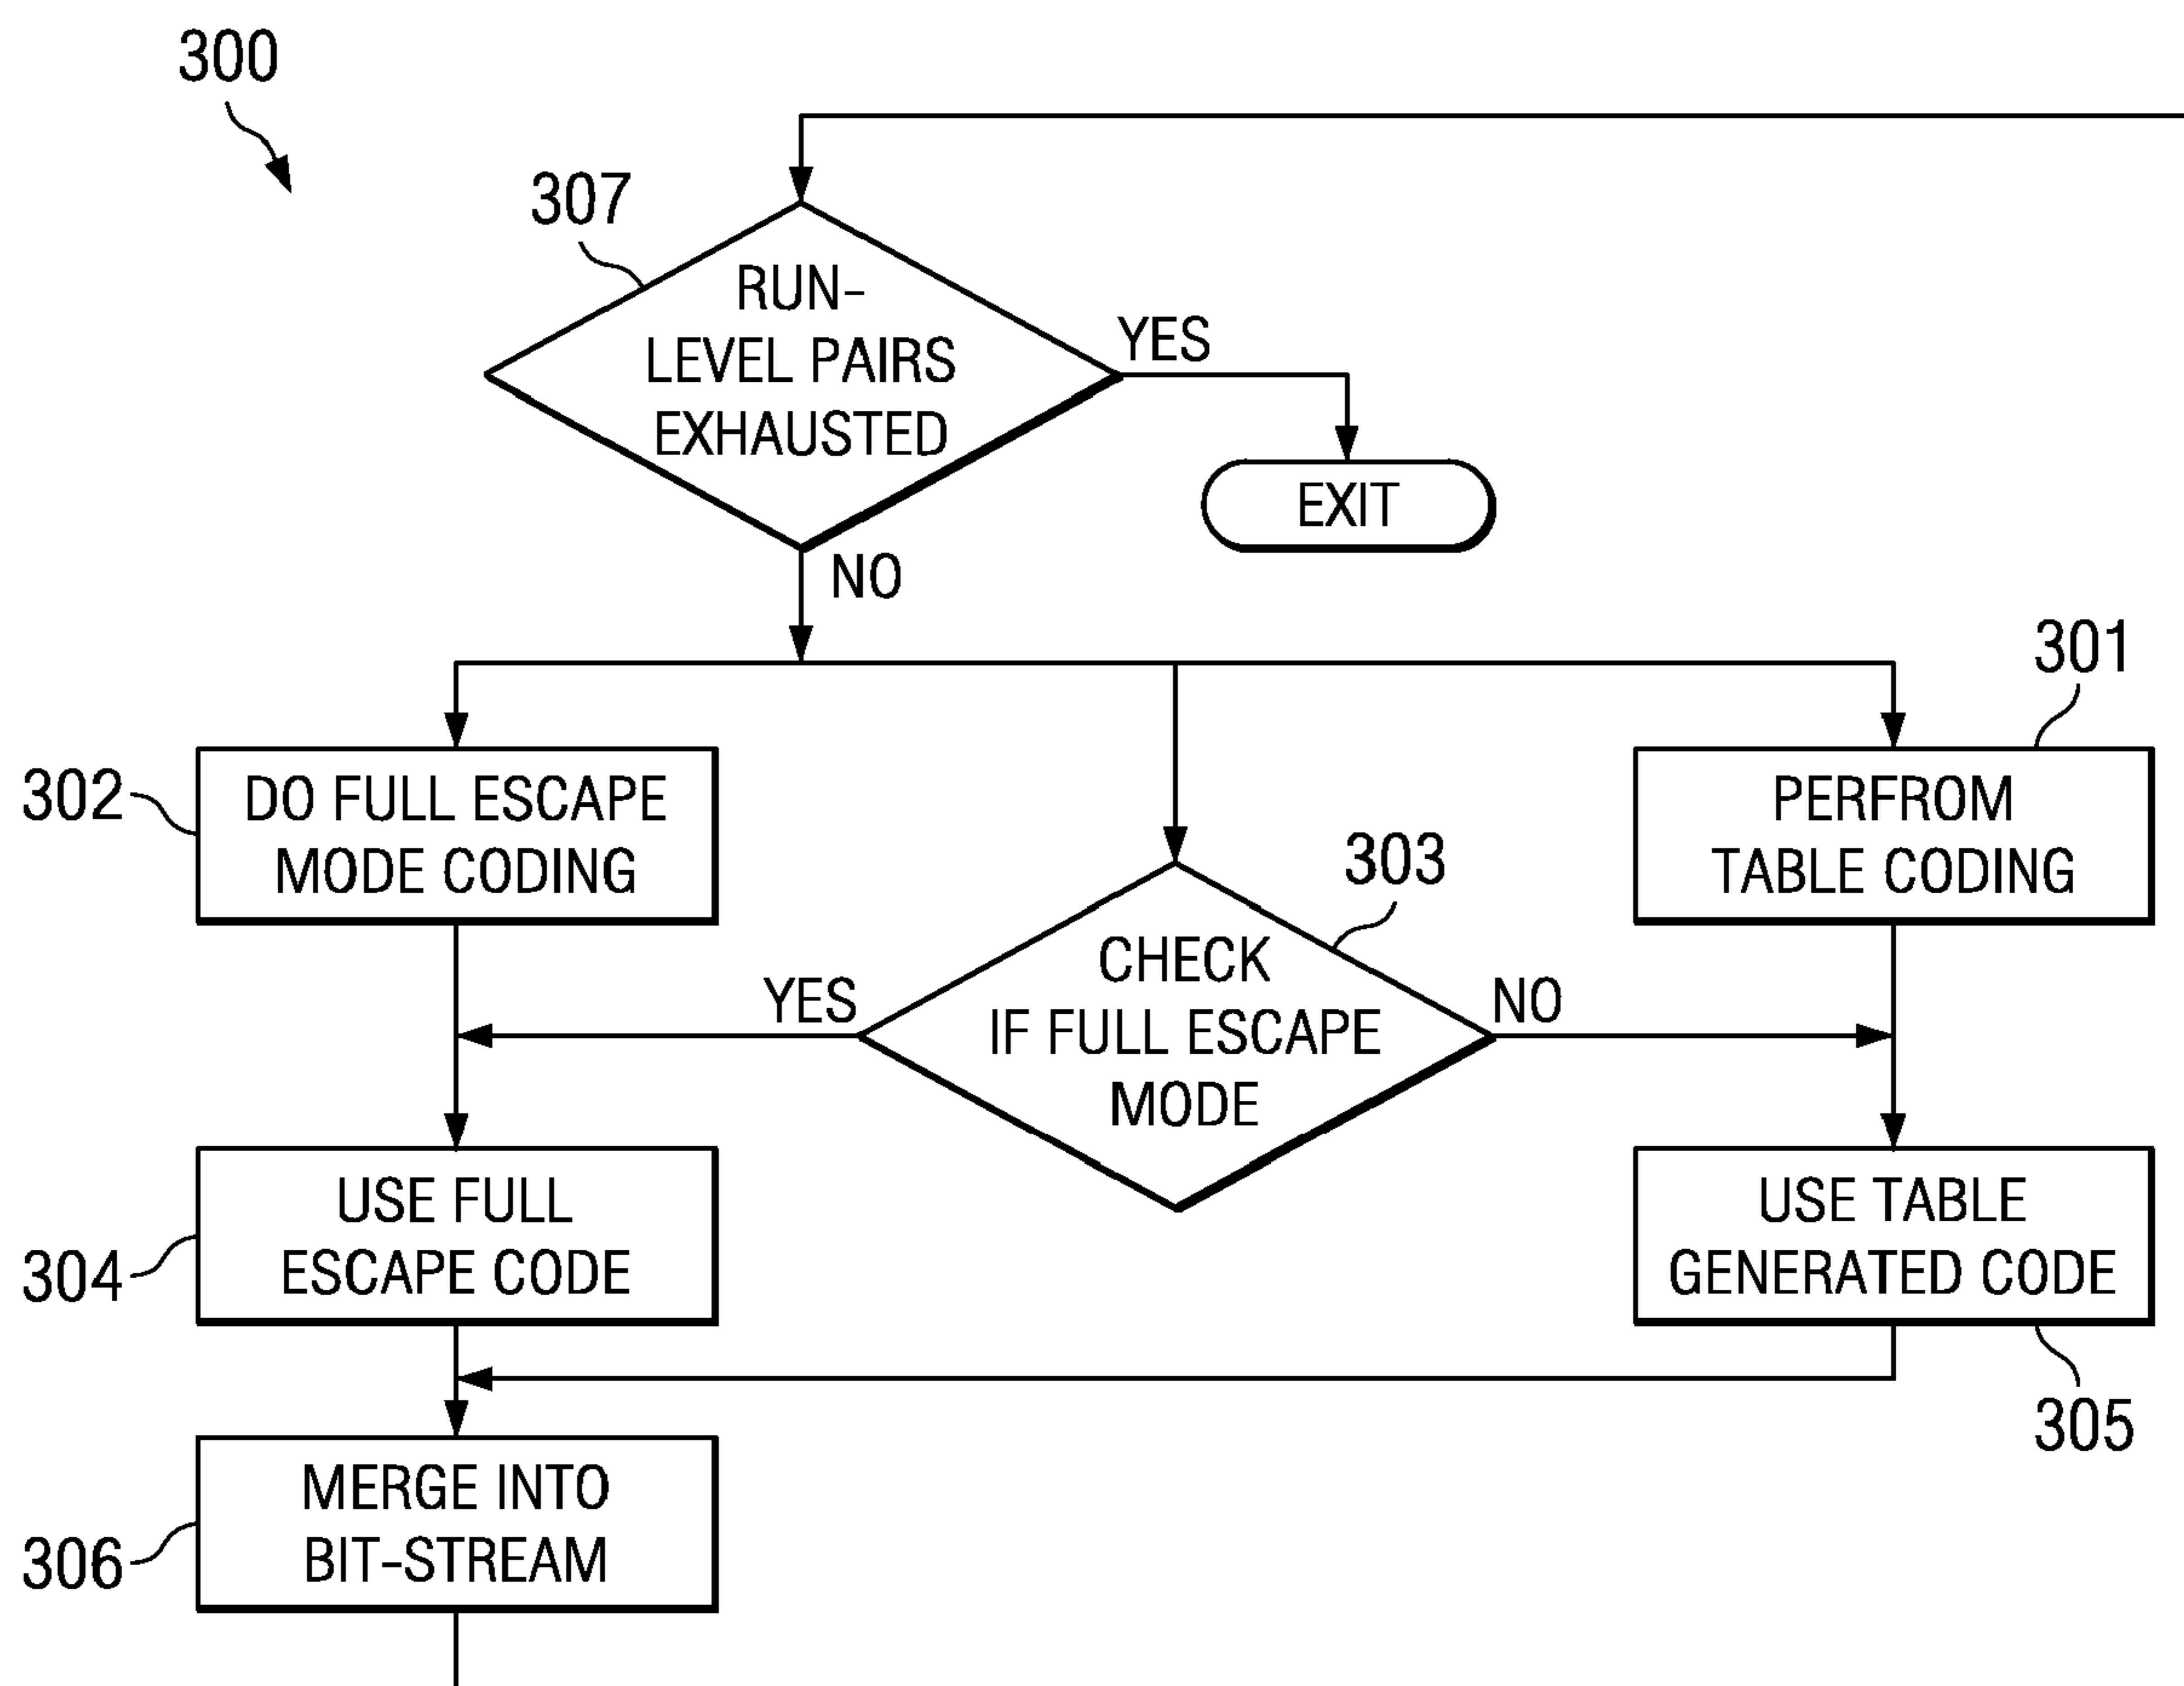 300
307
RUN-
LEVEL PAIRS
EXHAUSTED
YES
EXIT
NO
301
302
DO FULL ESCAPE
MODE CODING
PERFROM
TABLE CODING
303
CHECK
IF FULL ESCAPE
MODE
YES
NO
304
USE FULL
ESCAPE CODE
USE TABLE
GENERATED CODE
305
306
MERGE INTO
BIT-STREAM